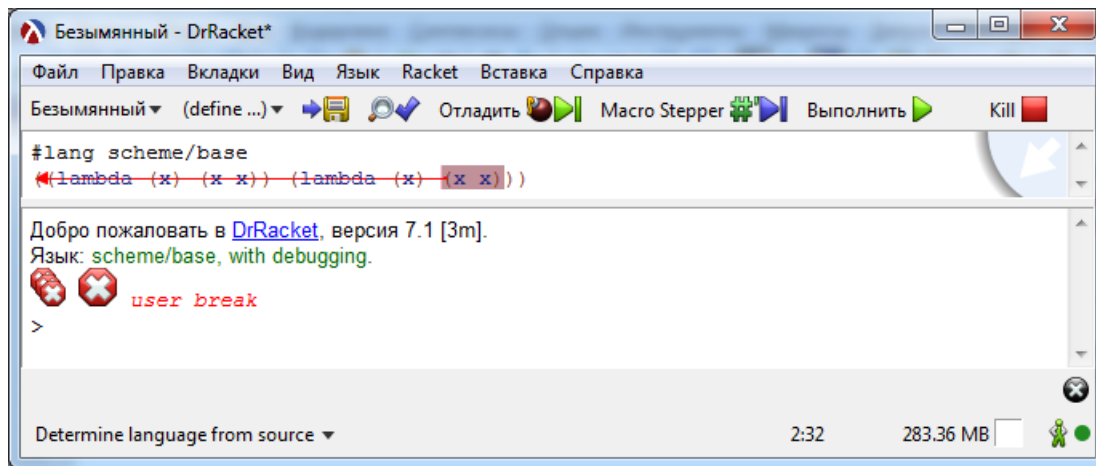 Безымянный - DrRacket*
Файл Правка Вкладки Вид Язык Racket Вставка Справка
Безымянный (define ...) Отладить Macro Stepper #' Выполнить Kill
#lang scheme/base
((lambda (x) (x x)) (lambda (x) (x x)))
Добро пожаловать в DrRacket, версия 7.1 [3m].
Язык: scheme/base, with debugging.
user break
>
Determine language from source 2:32 283.36 MB